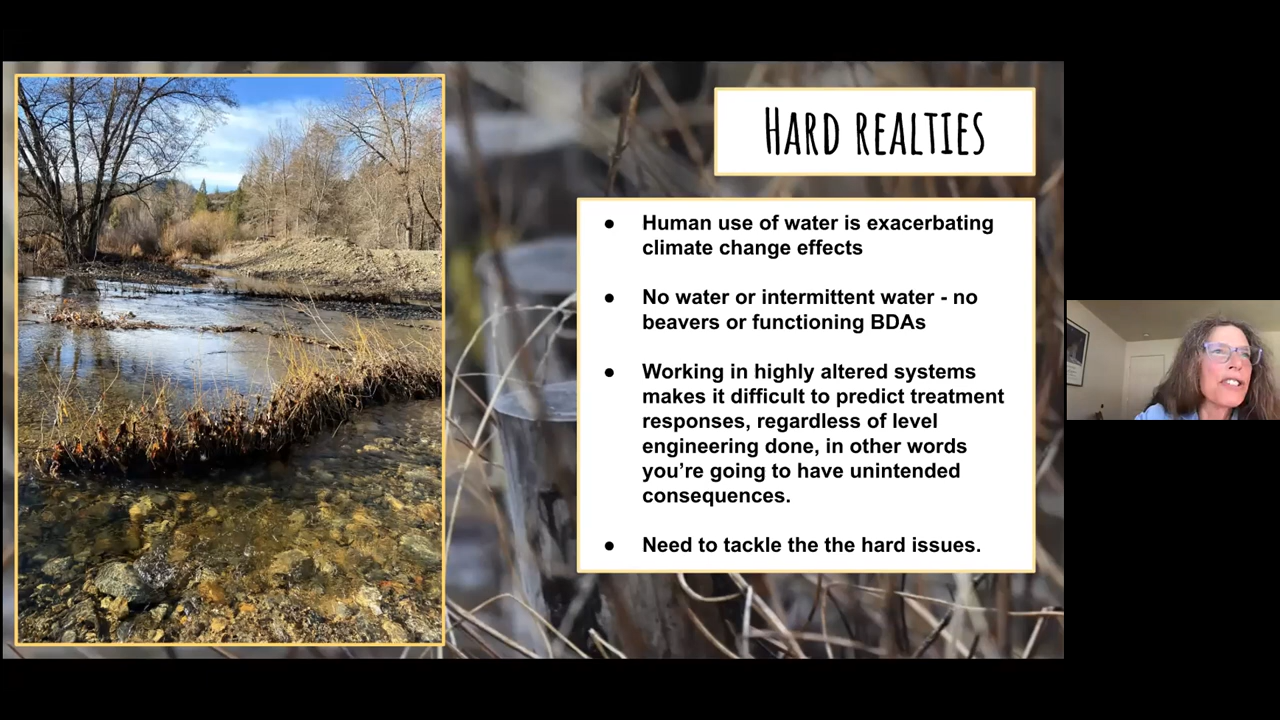 HARD REALTIES
● Human use of water is exacerbating
climate change effects
● No water or intermittent water - no
beavers or functioning BDAs
● Working in highly altered systems
makes it difficult to predict treatment
responses, regardless of level
engineering done, in other words
you’re going to have unintended
consequences.
● Need to tackle the the hard issues.